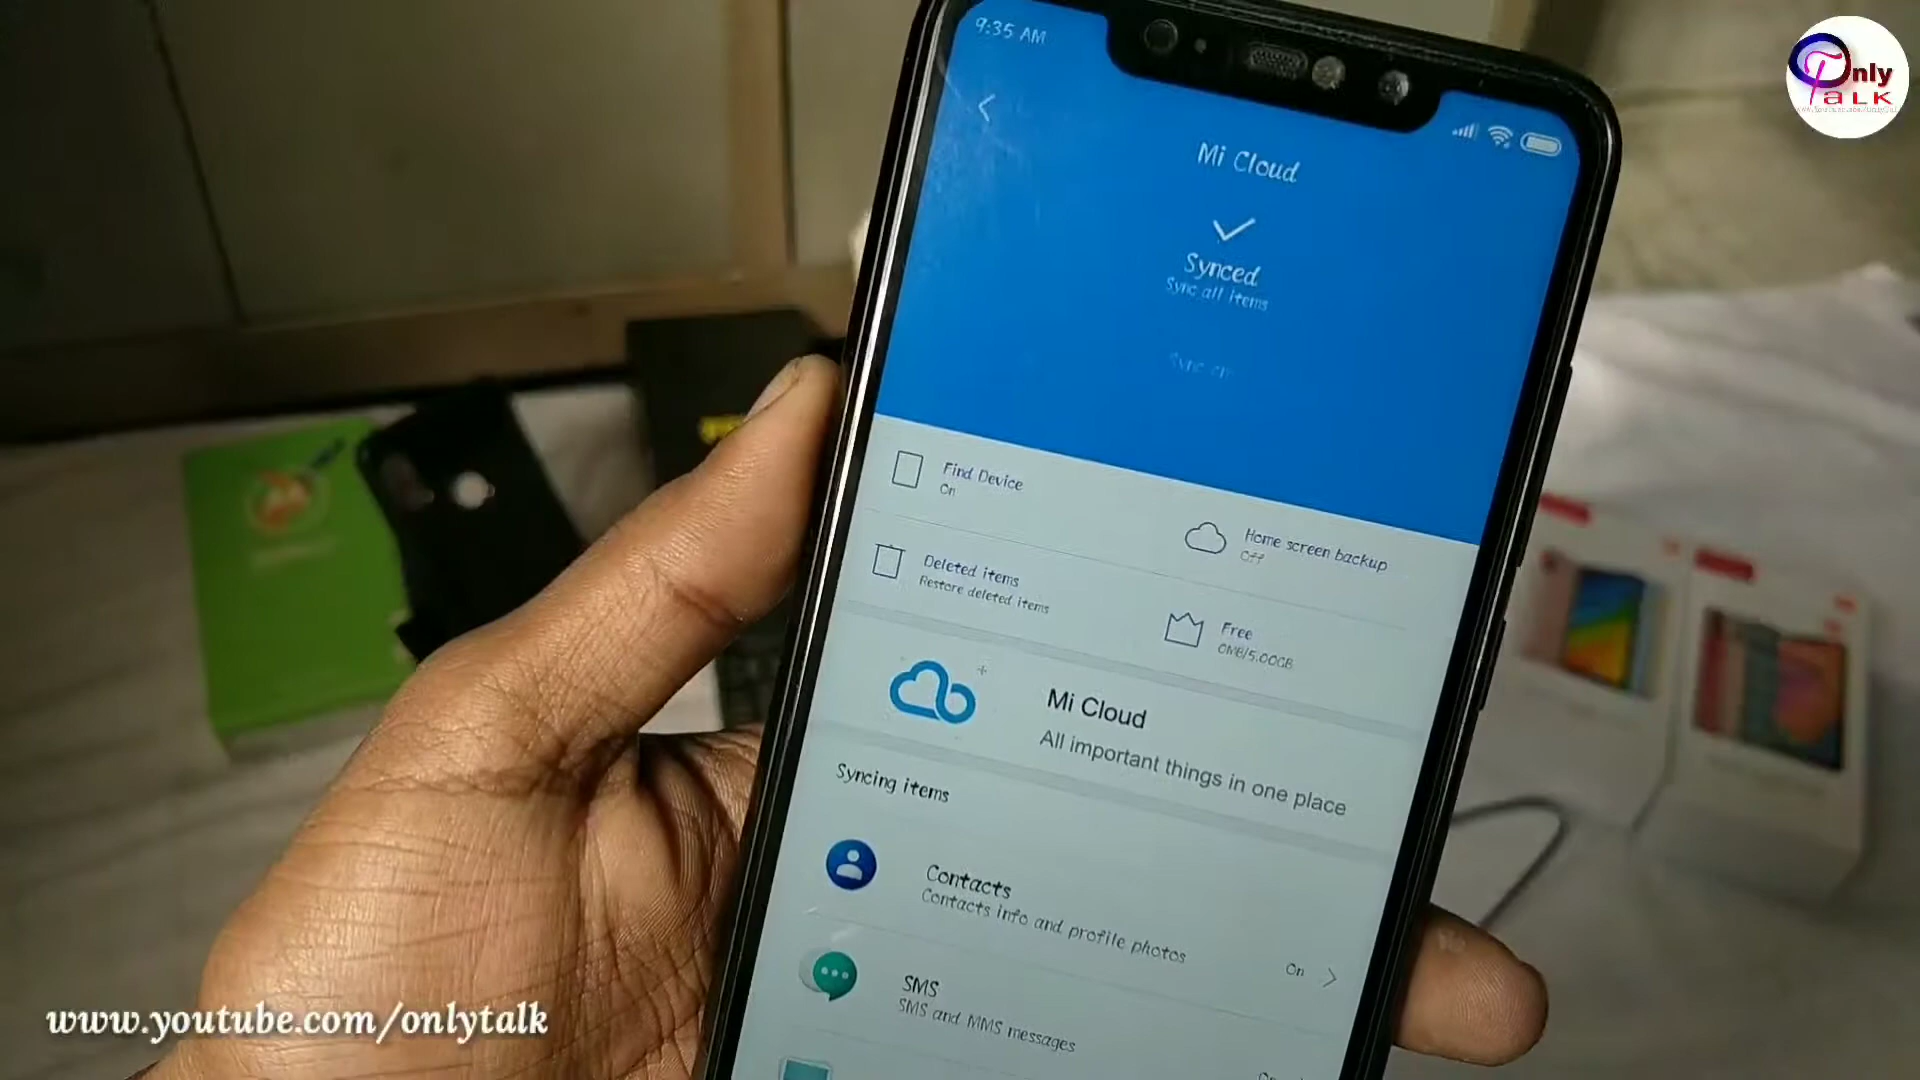 9:35 AM
Mi Cloud
Synced
Sync all items
Find Device
On
Home screen backup
Off
Deleted items
Restore deleted items
Free
0MB/5.00GB
Mi Cloud
All important things in one place
Syncing items
Contacts
Contacts info and profile photos
On
SMS
SMS and MMS messages
Only
TALK
www.youtube.com/onlytalk